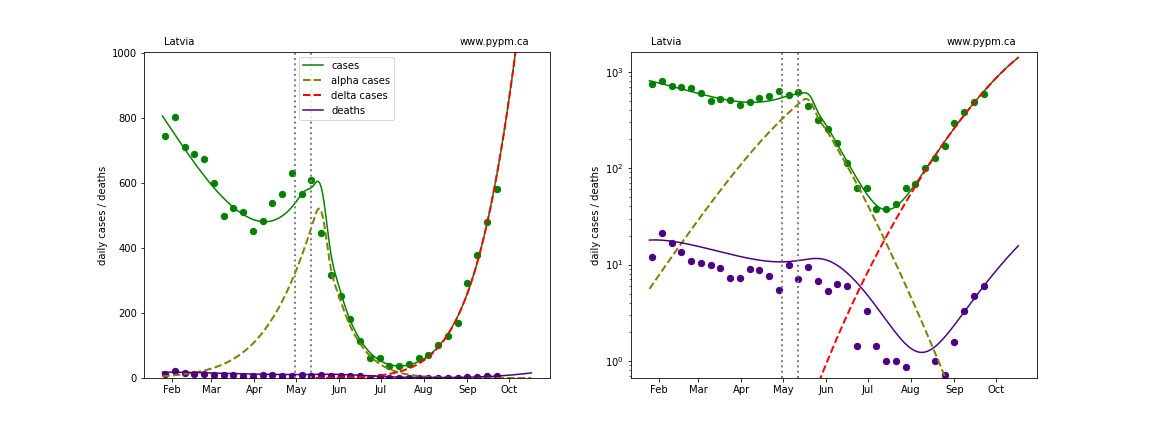 Latvia www.pypm.ca
1000
800
600
400
200
0
daily cases / deaths
cases
alpha cases
delta cases
deaths
Feb Mar Apr May Jun Jul Aug Sep Oct
Latvia www.pypm.ca
10³
10²
10¹
10⁰
daily cases / deaths
Feb Mar Apr May Jun Jul Aug Sep Oct